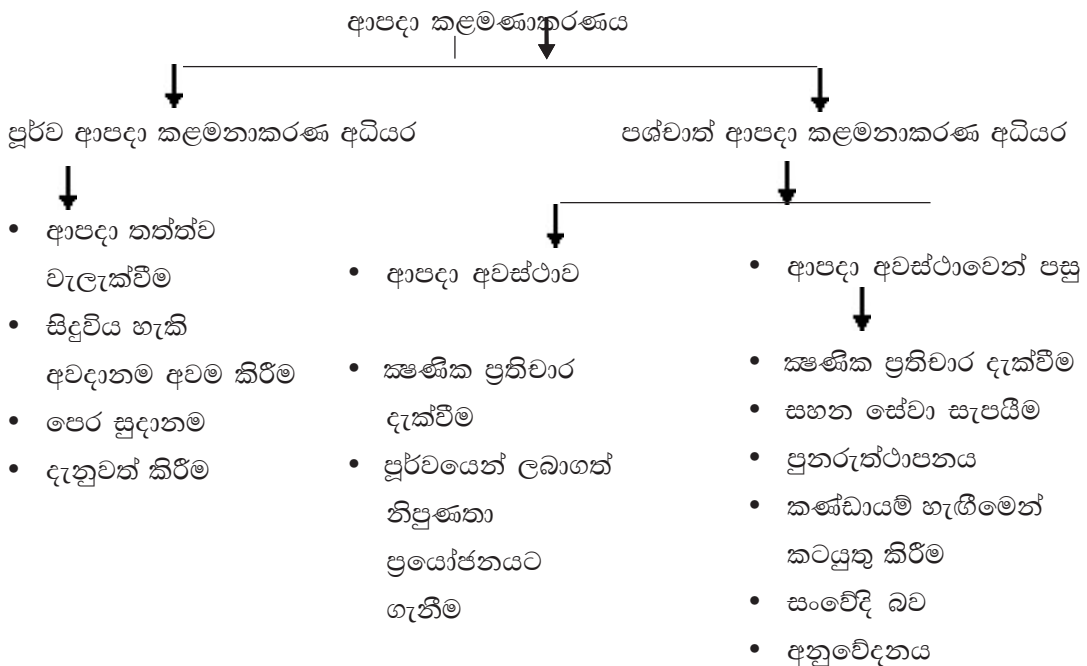 ආපදා කළමණාකරණය
පූර්ව ආපදා කළමනාකරණ අධියර
පශ්චාත් ආපදා කළමනාකරණ අධියර
• ආපදා තත්ත්ව
වැලැක්වීම
• සිදුවිය හැකි
අවදානම අවම කිරීම
• පෙර සුදානම
• දැනුවත් කිරීම
• ආපදා අවස්ථාව
• ක්‍ෂණික ප්‍රතිචාර
දැක්වීම
• පූර්වයෙන් ලබාගත්
නිපුණතා
ප්‍රයෝජනයට
ගැනීම
• ආපදා අවස්ථාවෙන් පසු
• ක්‍ෂණික ප්‍රතිචාර දැක්වීම
• සහන සේවා සැපයීම
• පුනරුත්ථාපනය
• කණ්ඩායම් හැඟීමෙන්
කටයුතු කිරීම
• සංවේදි බව
• අනුවේදනය